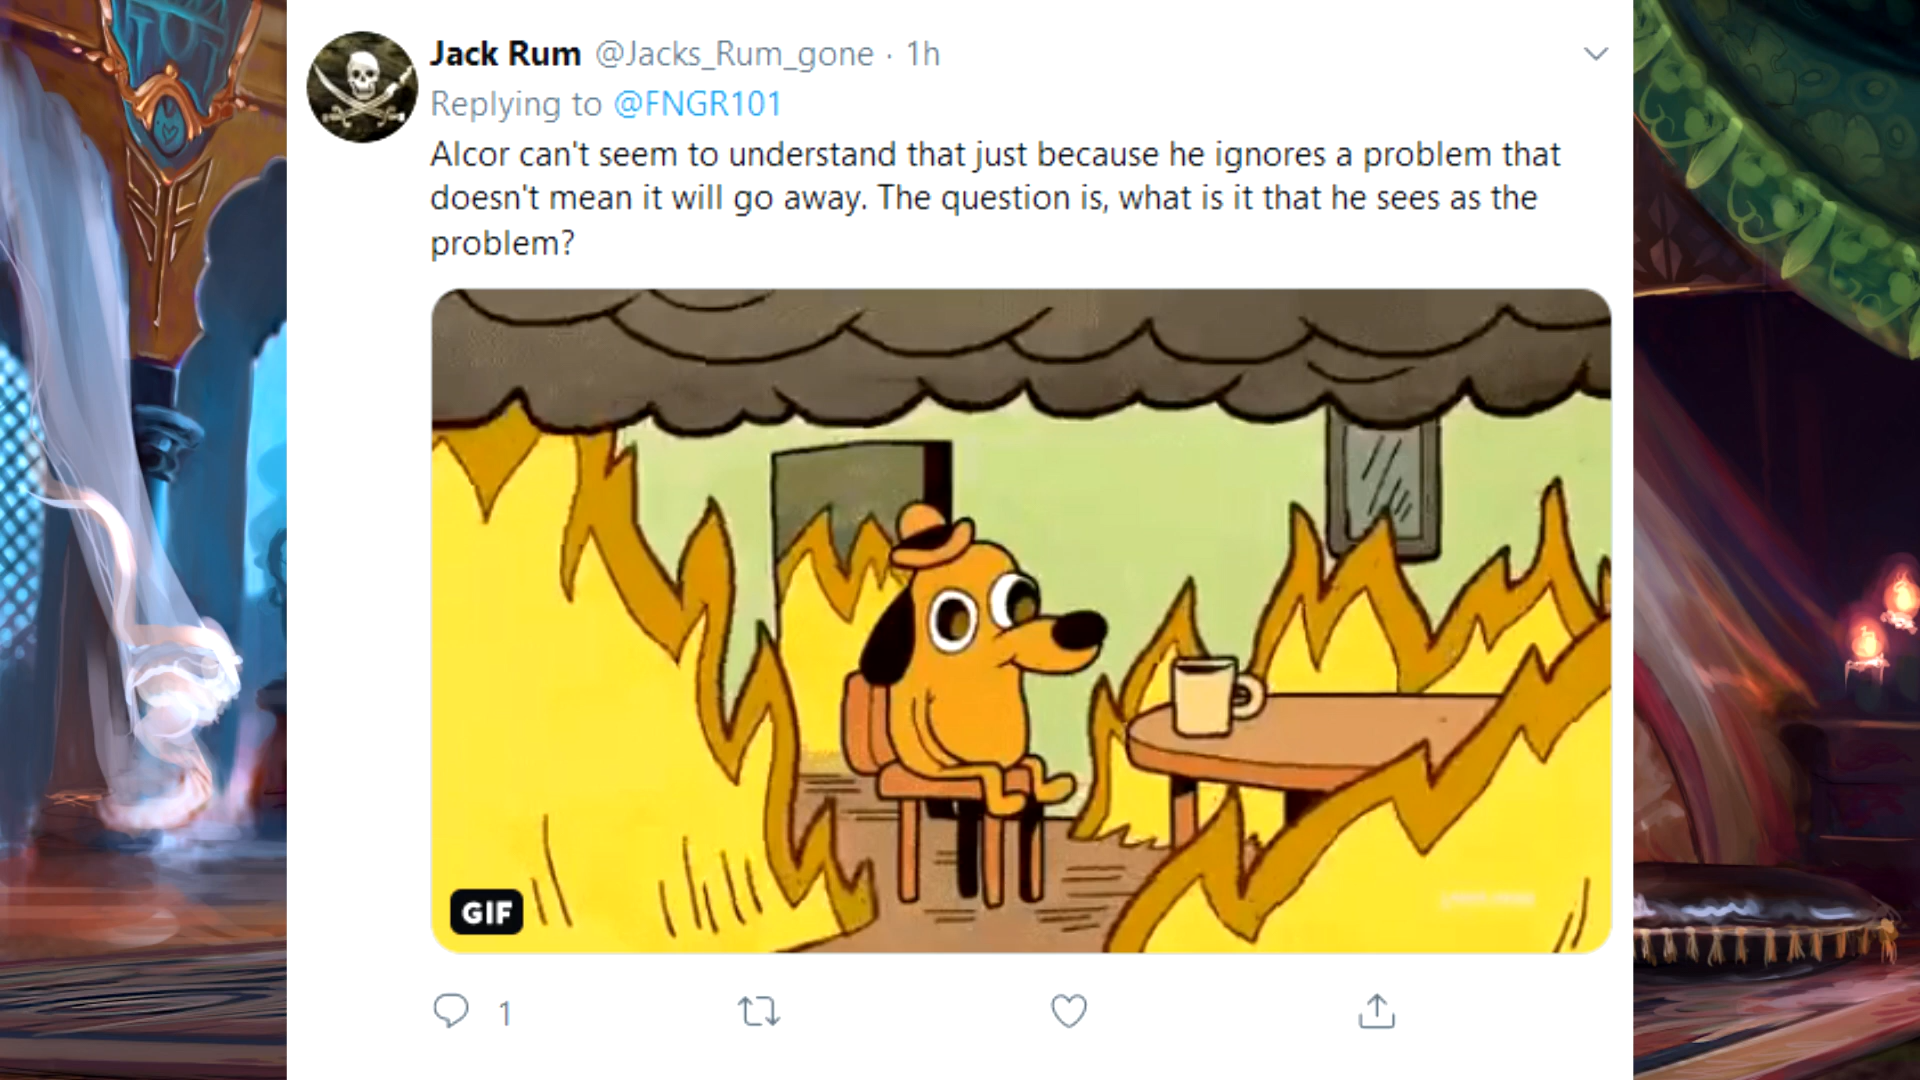 Jack Rum @Jacks_Rum_gone · 1h
Replying to @FNGR101
Alcor can't seem to understand that just because he ignores a problem that
doesn't mean it will go away. The question is, what is it that he sees as the
problem?
GIF
1